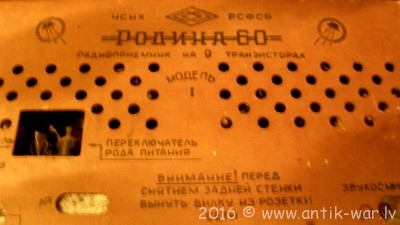 ЧСНХ РСФСР
РОДИНА 60
РАДИОПРИЕМНИК НА 9 ТРАНЗИСТОРАХ
МОДЕЛЬ
I
ПЕРЕКЛЮЧАТЕЛЬ
РОДА ПИТАНИЯ
№
ВНИМАНИЕ! ПЕРЕД
СНЯТИЕМ ЗАДНЕЙ СТЕНКИ
ВЫНУТЬ ВИЛКУ ИЗ РОЗЕТКИ!
2016 © www.antik-war.lv